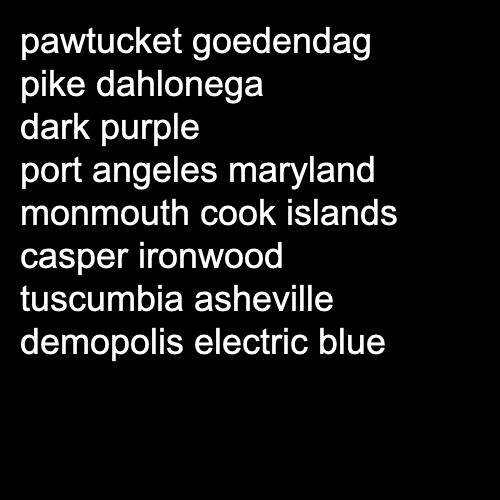 pawtucket goedendag
pike dahlonega
dark purple
port angeles maryland
monmouth cook islands
casper ironwood
tuscumbia asheville
demopolis electric blue